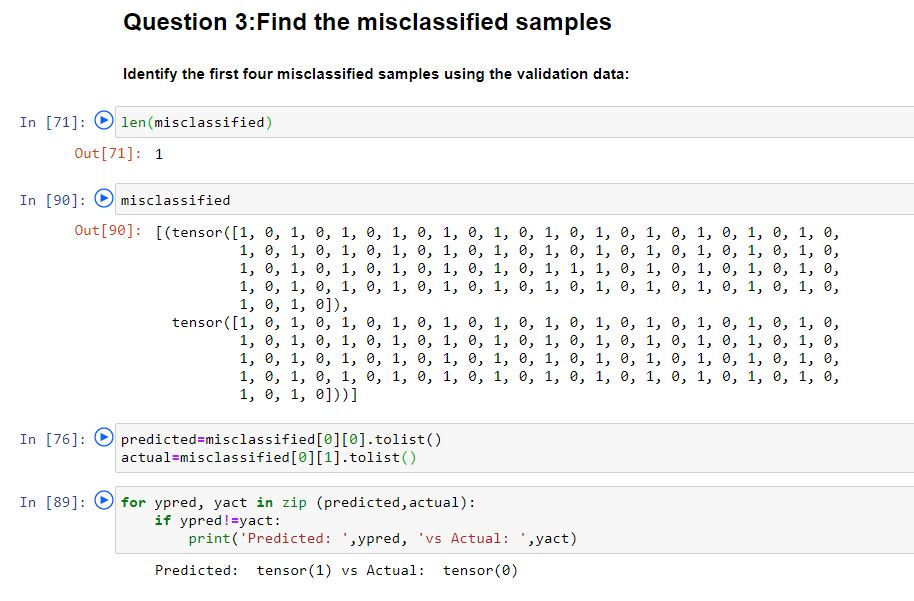 Question 3:Find the misclassified samples
Identify the first four misclassified samples using the validation data:
In [71]: len(misclassified)
Out[71]: 1
In [90]: misclassified
Out[90]: [(tensor([1, 0, 1, 0, 1, 0, 1, 0, 1, 0, 1, 0, 1, 0, 1, 0, 1, 0, 1, 0, 1, 0, 1, 0,
1, 0, 1, 0, 1, 0, 1, 0, 1, 0, 1, 0, 1, 0, 1, 0, 1, 0, 1, 0, 1, 0, 1, 0,
1, 0, 1, 0, 1, 0, 1, 0, 1, 0, 1, 0, 1, 1, 1, 0, 1, 0, 1, 0, 1, 0, 1, 0,
1, 0, 1, 0, 1, 0, 1, 0, 1, 0, 1, 0, 1, 0, 1, 0, 1, 0, 1, 0, 1, 0, 1, 0,
1, 0, 1, 0]),
tensor([1, 0, 1, 0, 1, 0, 1, 0, 1, 0, 1, 0, 1, 0, 1, 0, 1, 0, 1, 0, 1, 0, 1, 0,
1, 0, 1, 0, 1, 0, 1, 0, 1, 0, 1, 0, 1, 0, 1, 0, 1, 0, 1, 0, 1, 0, 1, 0,
1, 0, 1, 0, 1, 0, 1, 0, 1, 0, 1, 0, 1, 0, 1, 0, 1, 0, 1, 0, 1, 0, 1, 0,
1, 0, 1, 0, 1, 0, 1, 0, 1, 0, 1, 0, 1, 0, 1, 0, 1, 0, 1, 0, 1, 0, 1, 0,
1, 0, 1, 0]))]
In [76]: predicted=misclassified[0][0].tolist()
actual=misclassified[0][1].tolist()
In [89]: for ypred, yact in zip (predicted,actual):
if ypred!=yact:
print('Predicted: ',ypred, 'vs Actual: ',yact)
Predicted:  tensor(1) vs Actual:  tensor(0)